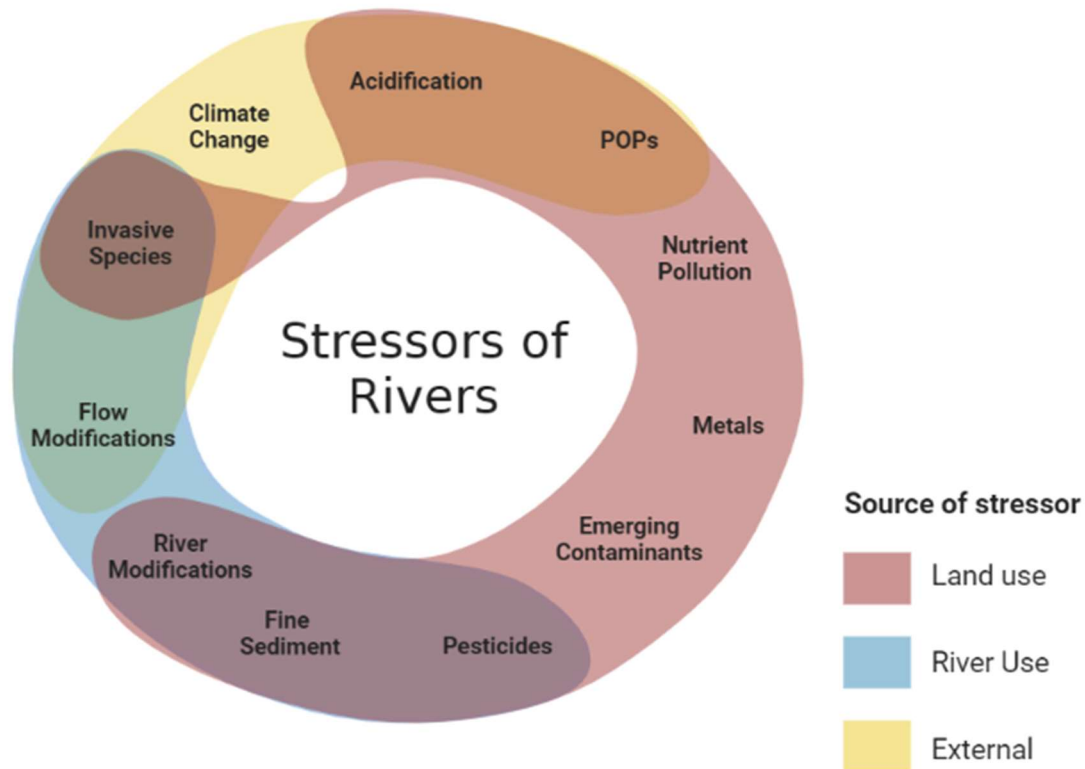 Acidification
POPs
Climate
Change
Invasive
Species
Nutrient
Pollution
Stressors of
Rivers
Flow
Modifications
Metals
Emerging
Contaminants
River
Modifications
Fine
Sediment
Pesticides
Source of stressor
Land use
River Use
External